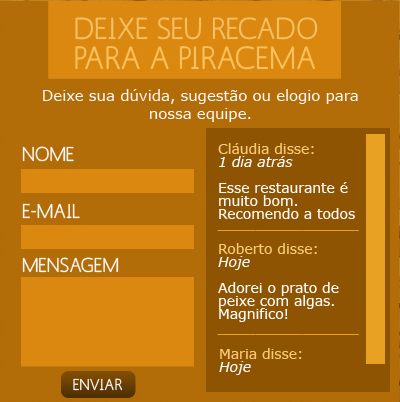 DEIXE SEU RECADO
PARA A PIRACEMA
Deixe sua dúvida, sugestão ou elogio para
nossa equipe.
NOME
E-MAIL
MENSAGEM
ENVIAR
Cláudia disse:
1 dia atrás
Esse restaurante é
muito bom.
Recomendo a todos
Roberto disse:
Hoje
Adorei o prato de
peixe com algas.
Magnifico!
Maria disse:
Hoje